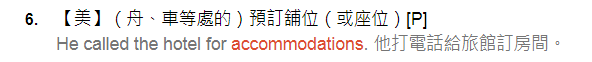 6. 【美】（舟、車等處的）預訂舖位（或座位）[P]
He called the hotel for accommodations. 他打電話給旅館訂房間。